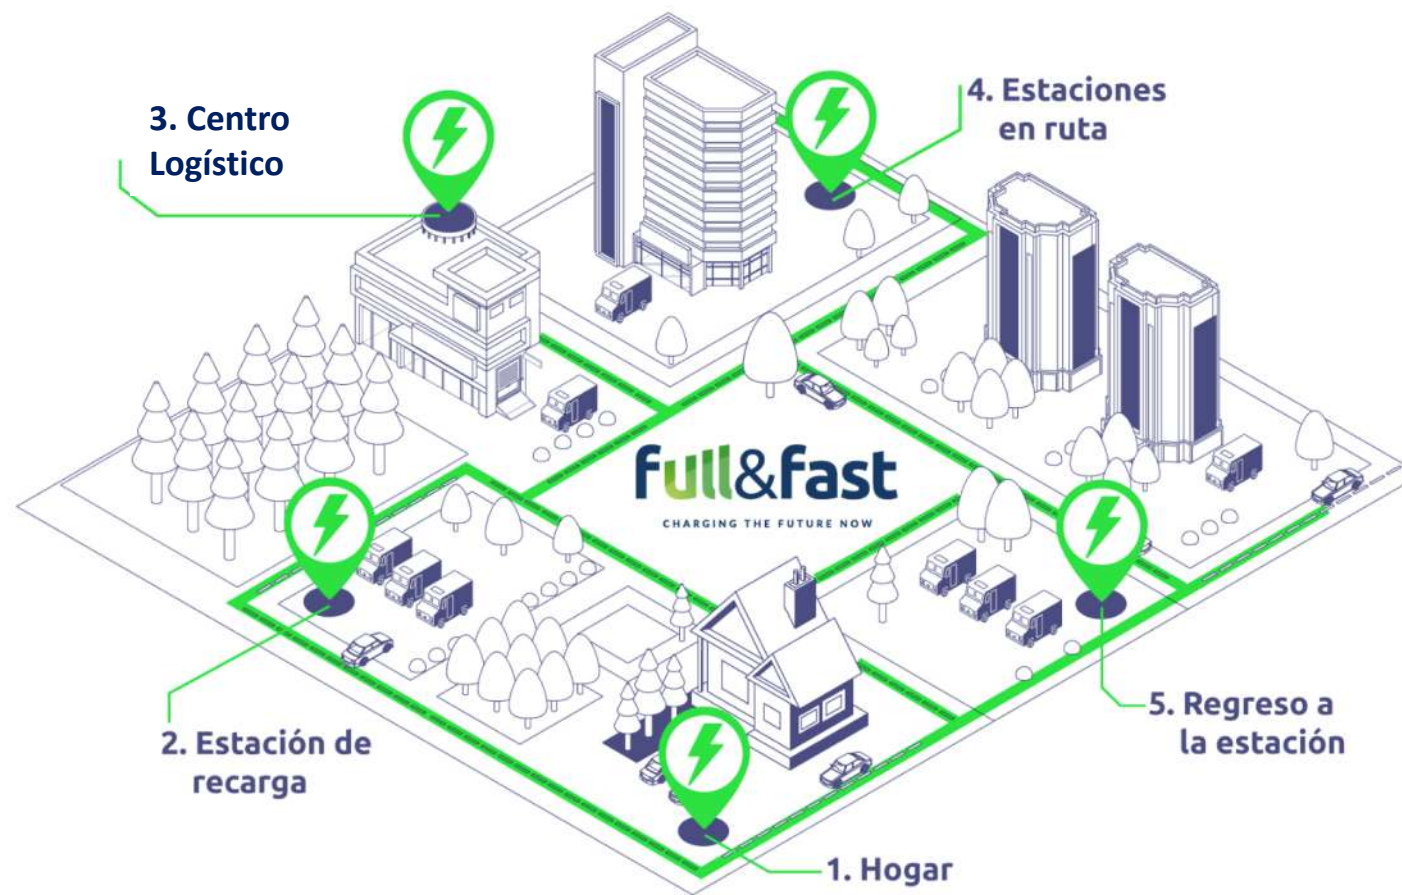 3. Centro
Logístico
4. Estaciones
en ruta
full&fast
CHARGING THE FUTURE NOW
2. Estación de
recarga
5. Regreso a
la estación
1. Hogar